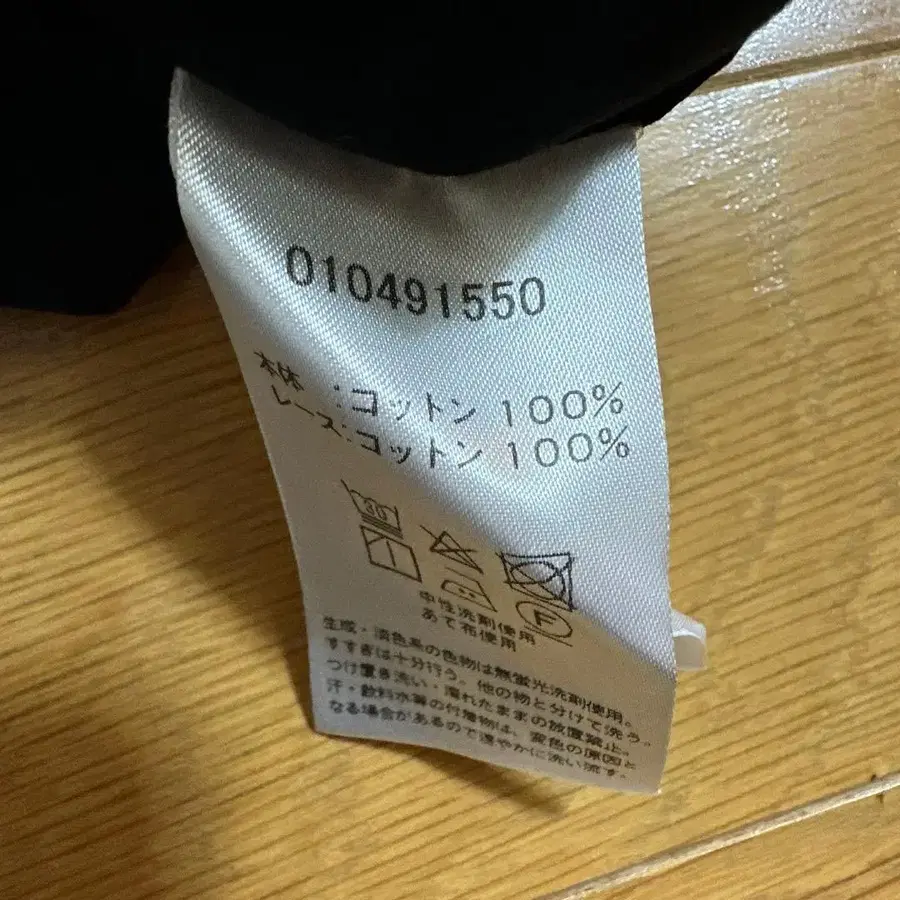 010491550
本体 :コットン 100%
レース:コットン 100%
30
F
中性洗剤使用
あて布使用
生成・淡色系の色物は無蛍光洗剤使用。
すすぎは十分行う。他の物と分けて洗う。
つけ置き洗い・濡れたままの放置禁止。
汗・飲料水等の付着物は、変色の原因と
なる場合があるので速やかに洗い流す。